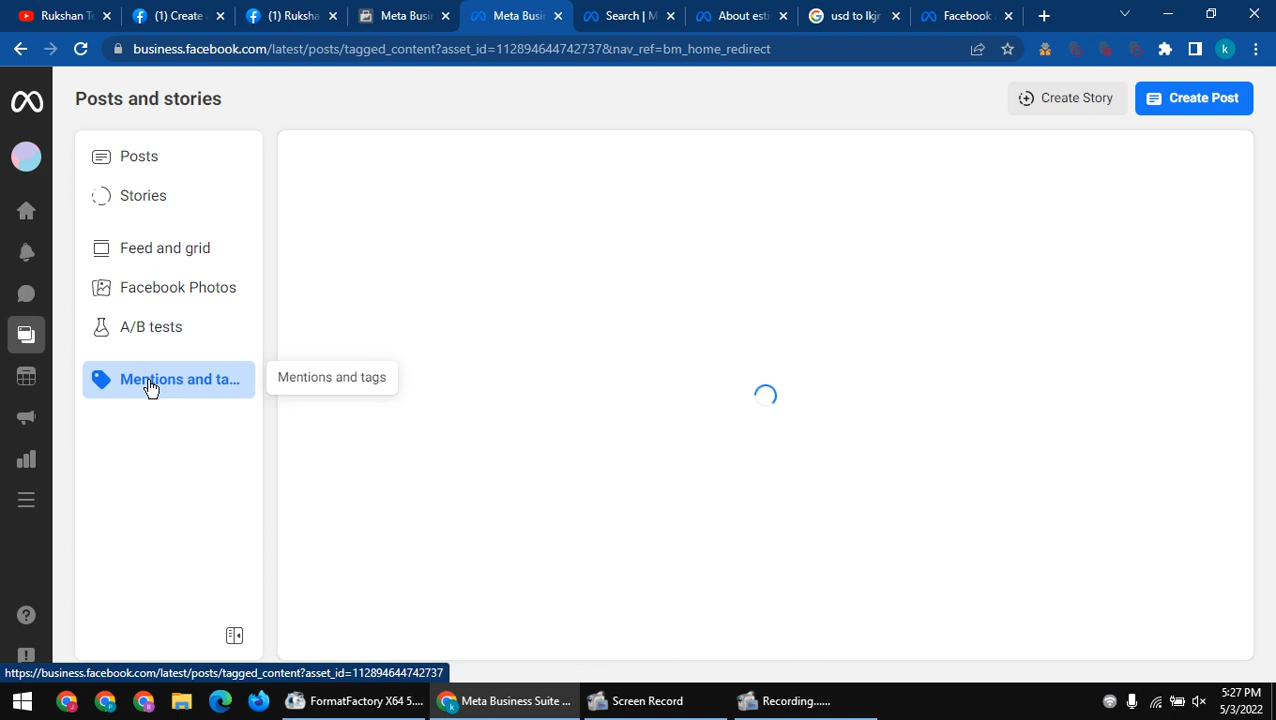 Rukshan Te
(1) Create
(1) Ruksha
Meta Busin
Meta Busi
Search | M
About esti
usd to lkr
Facebook
business.facebook.com/latest/posts/tagged_content?asset_id=112894644742737&nav_ref=bm_home_redirect
k
Posts and stories
Create Story
Create Post
Posts
Stories
Feed and grid
Facebook Photos
A/B tests
Mentions and ta...
Mentions and tags
https://business.facebook.com/latest/posts/tagged_content?asset_id=112894644742737
FormatFactory X64 5....
Meta Business Suite ...
Screen Record
Recording......
5:27 PM
5/3/2022